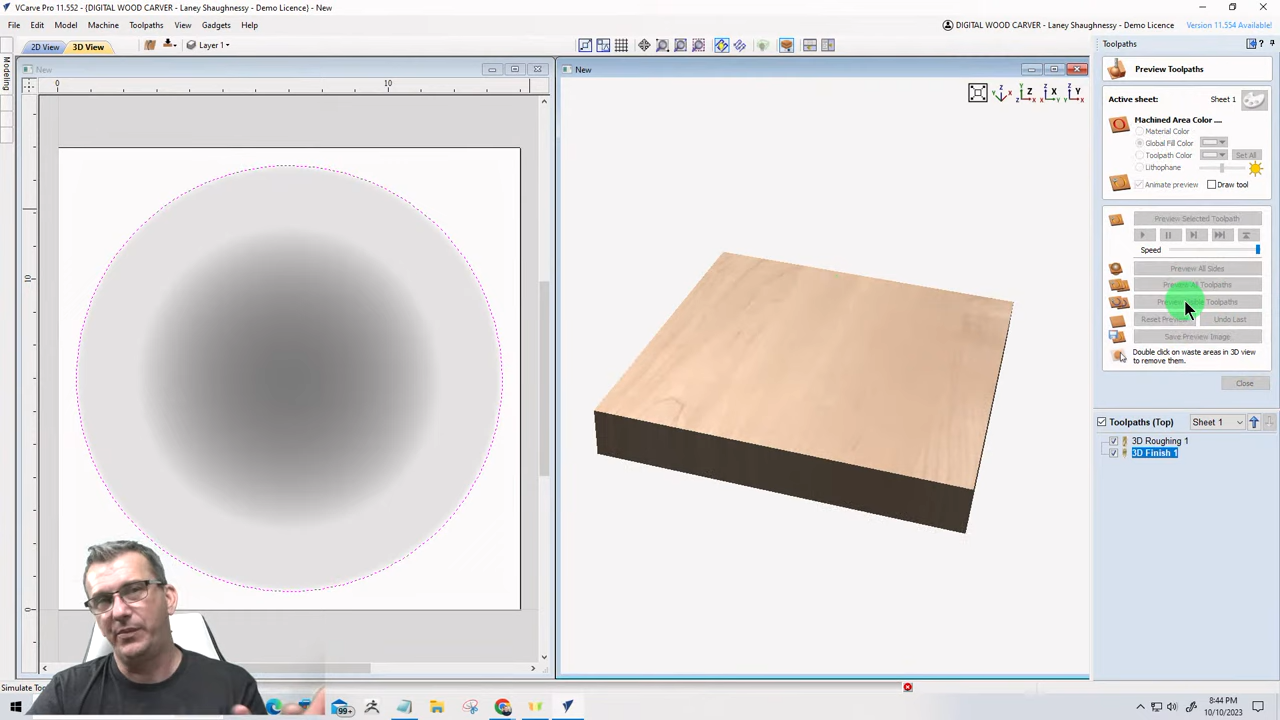 VCarve Pro 11.552 - {DIGITAL WOOD CARVER - Laney Shaughnessy - Demo Licence} - New
File Edit Model Machine Toolpaths View Gadgets Help
DIGITAL WOOD CARVER - Laney Shaughnessy - Demo Licence Version 11.554 Available!
2D View 3D View Layer 1
Toolpaths
Modeling
New
New
0 10
Z X Y
Preview Toolpaths
Active sheet: Sheet 1
Machined Area Color ....
Material Color
Global Fill Color
Toolpath Color Set All
Lithophane
Animate preview Draw tool
Preview Selected Toolpath
Speed
Preview All Sides
Preview All Toolpaths
Toolpaths
Undo Last
Save Preview Image
Double click on waste areas in 3D view
to remove them.
Close
Toolpaths (Top) Sheet 1
3D Roughing 1
3D Finish 1
99+
8:44 PM
10/10/2023